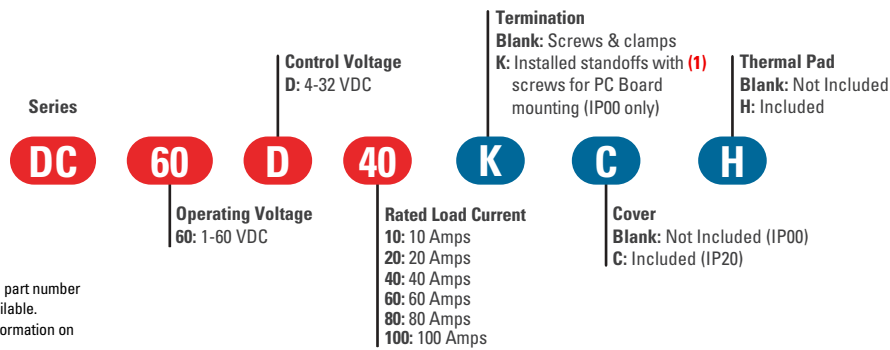 Termination
Blank: Screws & clamps
K: Installed standoffs with (1)
screws for PC Board
mounting (IP00 only)
Control Voltage
D: 4-32 VDC
Thermal Pad
Blank: Not Included
H: Included
Series
DC 60 D 40 K C H
Operating Voltage
60: 1-60 VDC
Rated Load Current
10: 10 Amps
20: 20 Amps
40: 40 Amps
60: 60 Amps
80: 80 Amps
100: 100 Amps
Cover
Blank: Not Included (IP00)
C: Included (IP20)
part number
ilable.
ormation on